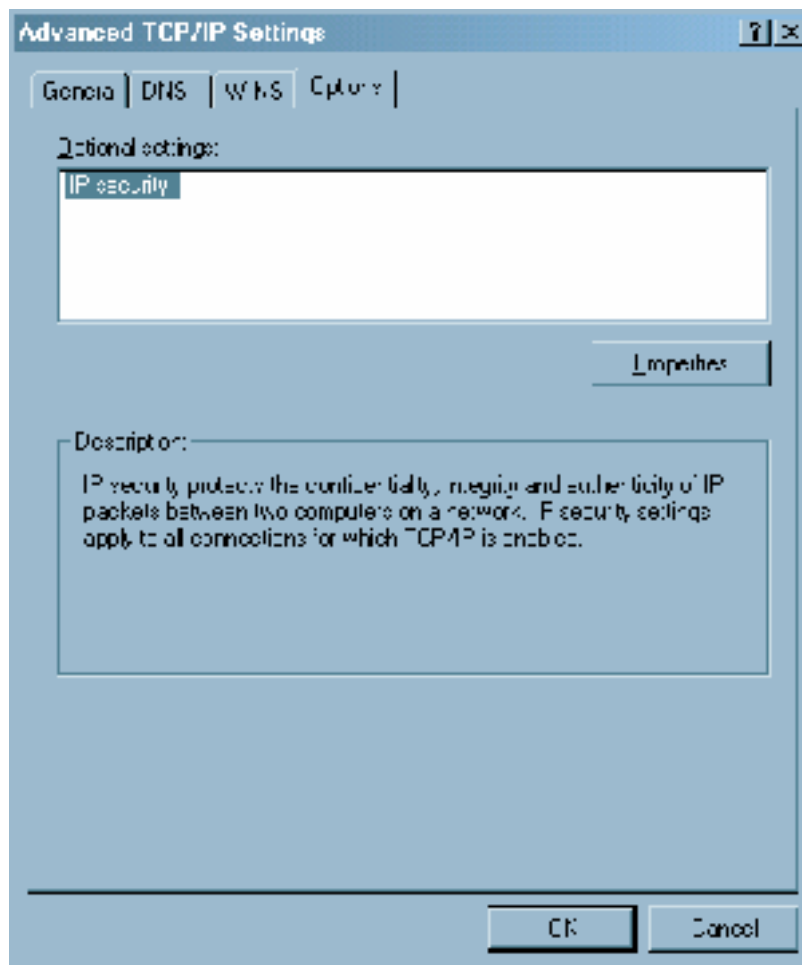 Advanced TCP/IP Settings
General DNS WINS Options
Optional settings:
IP security
Properties
Description:
IP security protects the confidentiality, integrity and authenticity of IP
packets between two computers on a network. IP security settings
apply to all connections for which TCP/IP is enabled.
OK Cancel